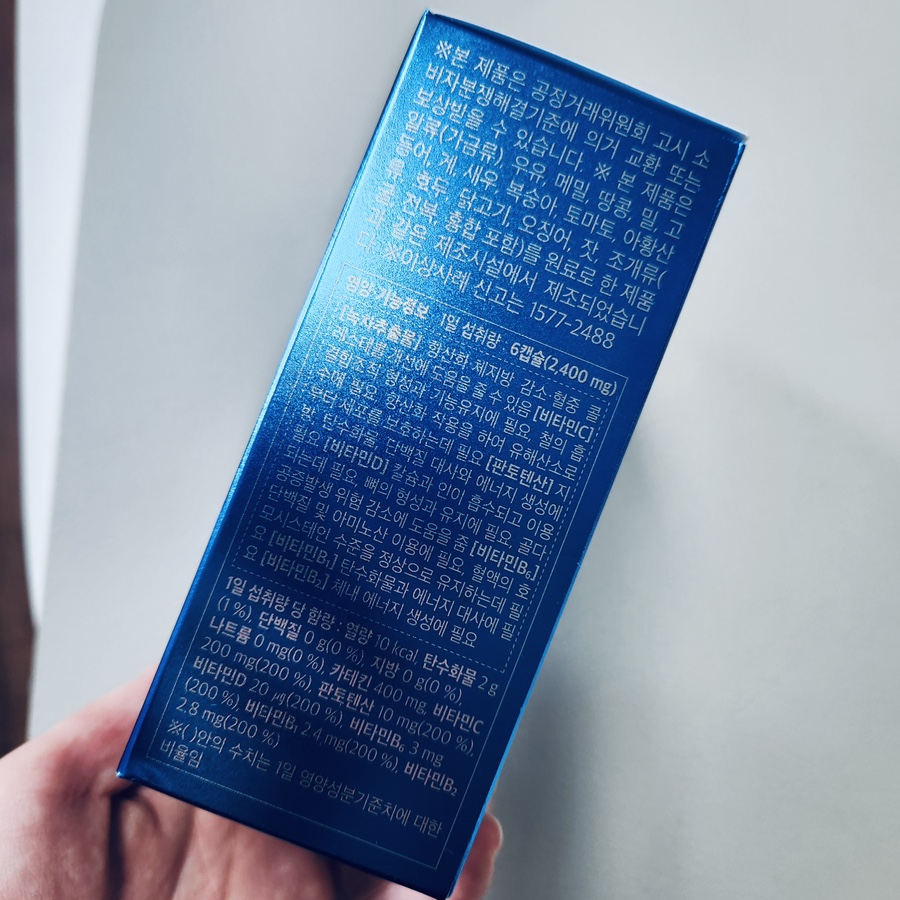 ※본 제품은 공정거래위원회 고시 소
비자분쟁해결기준에 의거 교환 또는
보상받을 수 있습니다. ※ 본 제품은
알류(가금류), 우유, 메밀, 땅콩, 밀, 고
등어, 게, 새우, 복숭아, 토마토, 아황산
류, 호두, 닭고기, 오징어, 잣, 조개류(
굴, 전복, 홍합 포함)를 원료로 한 제품
과 같은 제조시설에서 제조되었습니
다. ※이상사례 신고는 1577-2488
영양·기능정보 1일 섭취량 : 6캡슐(2,400 mg)
[녹차추출물] 항산화·체지방 감소·혈중 콜
레스테롤 개선에 도움을 줄 수 있음 [비타민C]
결합조직 형성과 기능유지에 필요, 철의 흡
수에 필요, 항산화 작용을 하여 유해산소로
부터 세포를 보호하는데 필요 [판토텐산] 지
방, 탄수화물, 단백질 대사와 에너지 생성에
필요 [비타민D] 칼슘과 인이 흡수되고 이용
되는데 필요, 뼈의 형성과 유지에 필요, 골다
공증발생 위험 감소에 도움을 줌 [비타민B₆]
단백질 및 아미노산 이용에 필요, 혈액의 호
모시스테인 수준을 정상으로 유지하는데 필
요 [비타민B₁] 탄수화물과 에너지 대사에 필
요 [비타민B₂] 체내 에너지 생성에 필요
1일 섭취량 당 함량 : 열량 10 kcal, 탄수화물 2 g
(1 %), 단백질 0 g(0 %), 지방 0 g(0 %),
나트륨 0 mg(0 %), 카테킨 400 mg, 비타민C
200 mg(200 %), 판토텐산 10 mg(200 %),
비타민D 20 ㎍(200 %), 비타민B₆ 3 mg
(200 %), 비타민B₁ 2.4 mg(200 %), 비타민B₂
2.8 mg(200 %)
※( )안의 수치는 1일 영양성분기준치에 대한
비율임